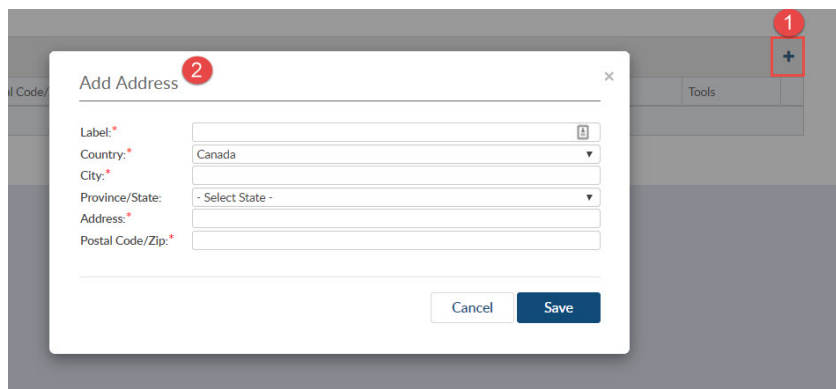 1
Add Address 2 ×
+
al Code/
Tools
Label:*
Country:* Canada
City:*
Province/State: - Select State -
Address:*
Postal Code/Zip:*
Cancel Save